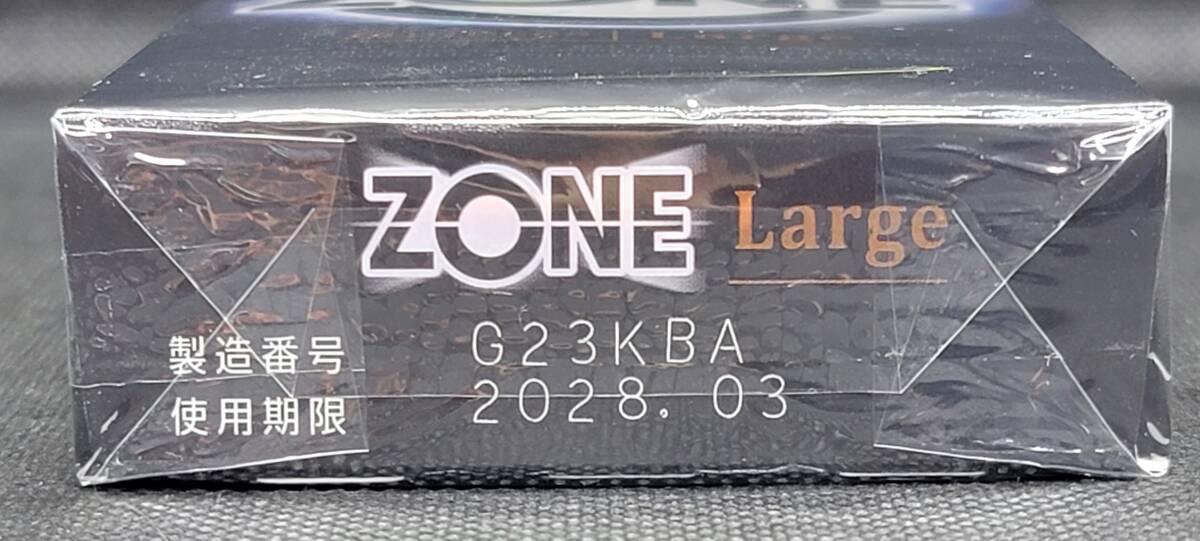 ZONE Large
製造番号 G23KBA
使用期限 2028.03